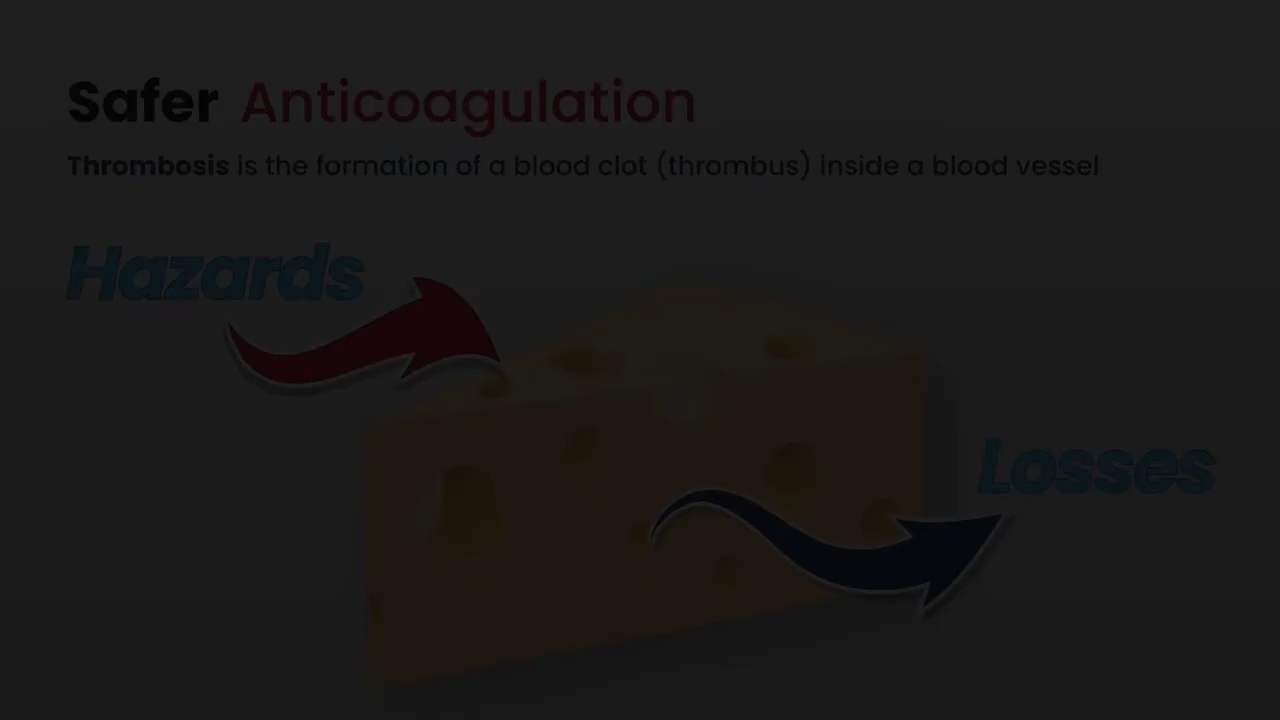 Safer Anticoagulation
Thrombosis is the formation of a blood clot (thrombus) inside a blood vessel
Hazards
Losses